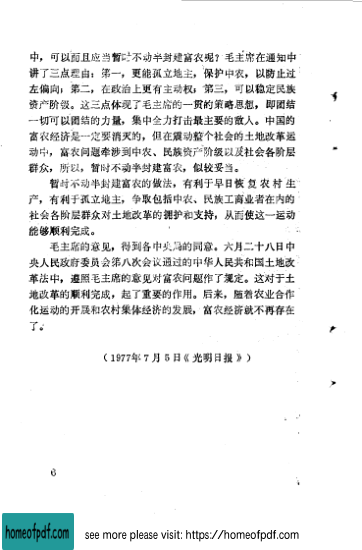 中，可以而且应当暂时不动半封建富农呢？毛主席在通知中
讲了三点理由：第一，更能孤立地主，保护中农，以防止过
左偏向；第二，在政治上更有主动权；第三，可以稳定民族
资产阶级。这三点体现了毛主席的一贯的策略思想，即团结
一切可以团结的力量，集中全力打击最主要的敌人。中国的
富农经济是一定要消灭的，但在震动整个社会的土地改革运
动中，富农问题牵涉到中农、民族资产阶级以及社会各阶层
群众，所以，暂时不动半封建富农，似较妥当。
暂时不动半封建富农的做法，有利于早日恢复农村生
产，有利于孤立地主，争取包括中农、民族工商业者在内的
社会各阶层群众对土地改革的拥护和支持，从而使这一运动
能够顺利完成。
毛主席的意见，得到各中央局的同意。六月二十八日中
央人民政府委员会第八次会议通过的中华人民共和国土地改
革法中，遵照毛主席的意见对富农问题作了规定。这对于土
地改革的顺利完成，起了重要的作用。后来，随着农业合作
化运动的开展和农村集体经济的发展，富农经济就不再存在
了。
（1977年7月5日《光明日报》）
6
homeofpdf.com
see more please visit: https://homeofpdf.com